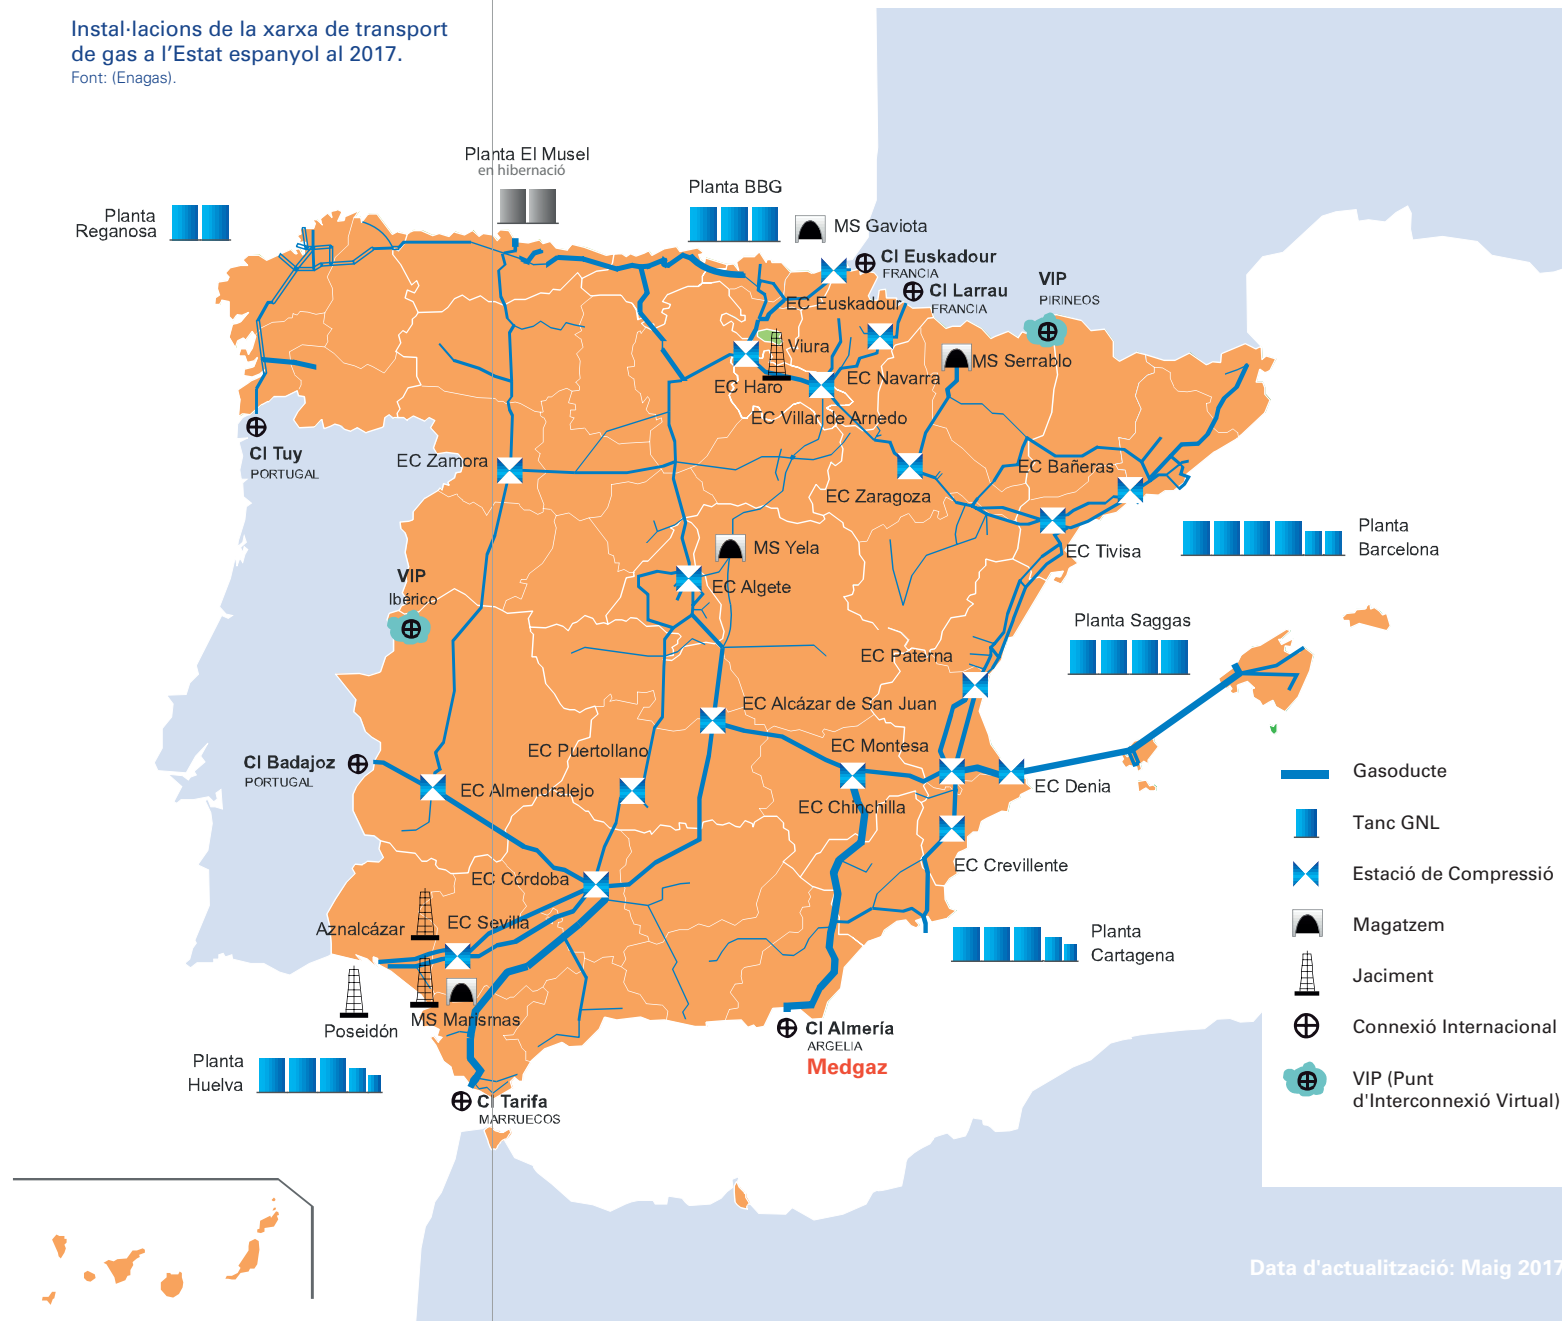 Instal·lacions de la xarxa de transport
de gas a l'Estat espanyol al 2017.
Font: (Enagas).
Planta El Musel
en hibernació
Planta BBG
Planta
Reganosa
MS Gaviota
CI Euskadour
FRANCIA
CI Larrau
FRANCIA
VIP
PIRINEOS
EC Euskadour
Viura
MS Serrablo
EC Haro
EC Navarra
EC Villar de Arnedo
CI Tuy
PORTUGAL
EC Zamora
EC Bañeras
EC Zaragoza
Planta
Barcelona
MS Yela
EC Tivisa
EC Algete
VIP
Ibérico
Planta Saggas
EC Paterna
EC Alcázar de San Juan
EC Montesa
EC Puertollano
CI Badajoz
PORTUGAL
EC Almendralejo
EC Denia
EC Chinchilla
EC Crevillente
EC Córdoba
EC Sevilla
Aznalcázar
Planta
Cartagena
MS Marismas
Poseidón
CI Almería
ARGELIA
Medgaz
Planta
Huelva
CI Tarifa
MARRUECOS
Gasoducte
Tanc GNL
Estació de Compressió
Magatzem
Jaciment
Connexió Internacional
VIP (Punt
d'Interconnexió Virtual)
Data d'actualització: Maig 2017